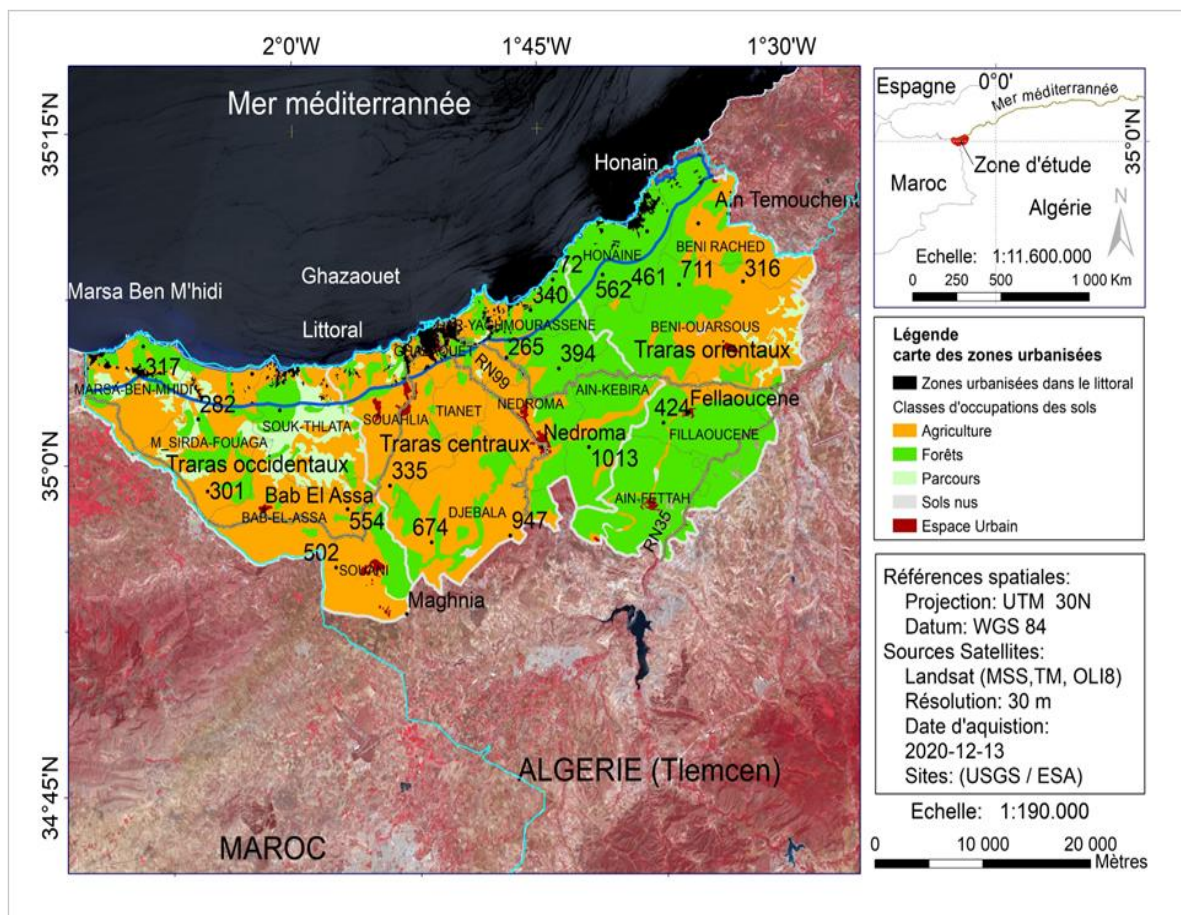 2°0'W
1°45'W
1°30'W
35°15'N
35°0'N
34°45'N
Mer méditerrannée
Honain
Ain Temouchent
Ghazaouet
Marsa Ben M'hidi
Littoral
HONAINE
BENI RACHED
72
461
711
316
562
340
BENI-OUARSOUS
265
394
Traras orientaux
317
MARSA-BEN-MHIDI
RN99
AIN-KEBIRA
282
SOUAHLIA
TIANET
NEDROMA
424
Fellaoucene
SOUK-THLATA
M_SIRDA-FOUAGA
Traras centraux
Nedroma
FILLAOUCENE
Traras occidentaux
335
1013
301
Bab El Assa
BAB-EL-ASSA
554
DJEBALA
AIN-FETTAH
674
947
RN35
502
SOUANI
Maghnia
ALGERIE (Tlemcen)
MAROC
Espagne
0°0'
Mer méditerrannée
35°0'N
Zone d'étude
Maroc
Algérie
N
Echelle: 1:11.600.000
0 250 500 1 000 Km
Légende
carte des zones urbanisées
Zones urbanisées dans le littoral
Classes d'occupations des sols
Agriculture
Forêts
Parcours
Sols nus
Espace Urbain
Références spatiales:
Projection: UTM 30N
Datum: WGS 84
Sources Satellites:
Landsat (MSS,TM, OLI8)
Résolution: 30 m
Date d'aquistion:
2020-12-13
Sites: (USGS / ESA)
Echelle: 1:190.000
0 10 000 20 000
Mètres